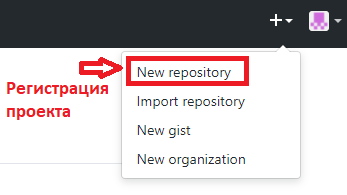 New repository
Регистрация
проекта
Import repository
New gist
New organization